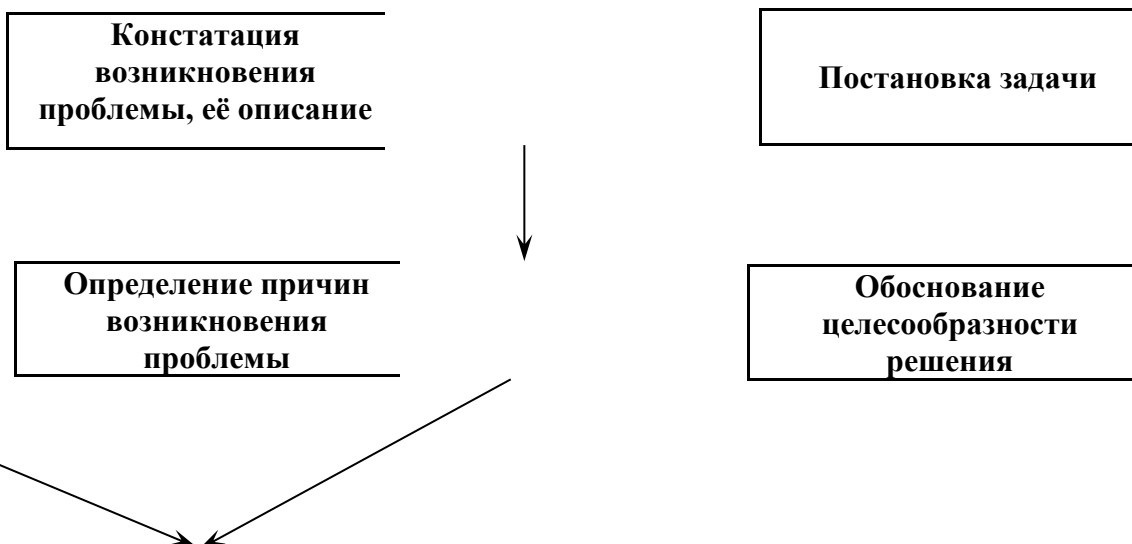 Констатация
возникновения
проблемы, её описание
Постановка задачи
Определение причин
возникновения
проблемы
Обоснование
целесообразности
решения